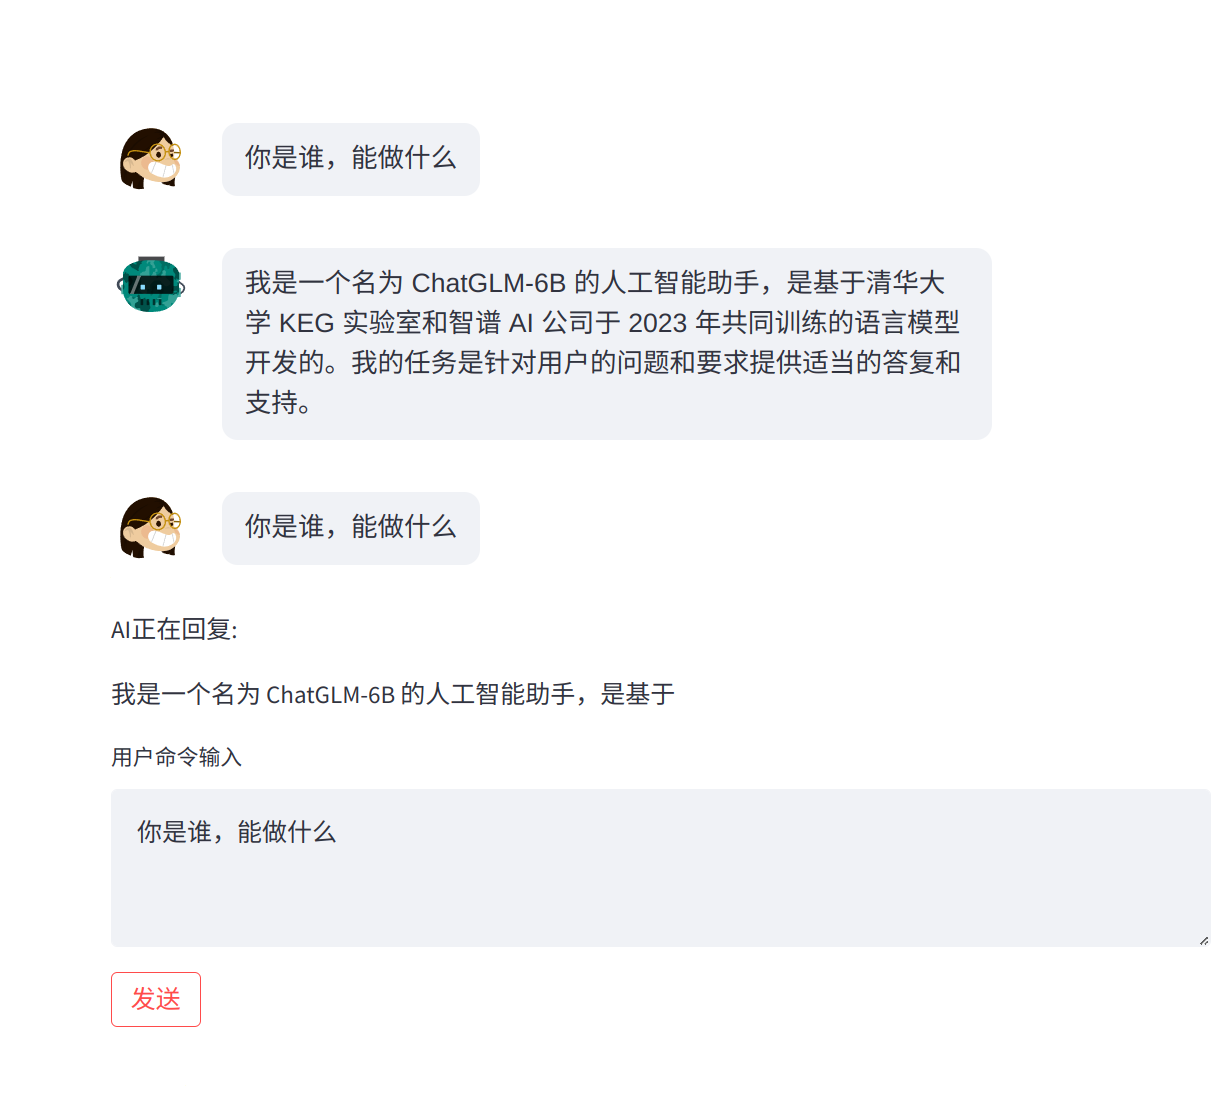 你是谁，能做什么
我是一个名为 ChatGLM-6B 的人工智能助手，是基于清华大
学 KEG 实验室和智谱 AI 公司于 2023 年共同训练的语言模型
开发的。我的任务是针对用户的问题和要求提供适当的答复和
支持。
你是谁，能做什么
AI正在回复:
我是一个名为 ChatGLM-6B 的人工智能助手，是基于
用户命令输入
你是谁，能做什么
发送